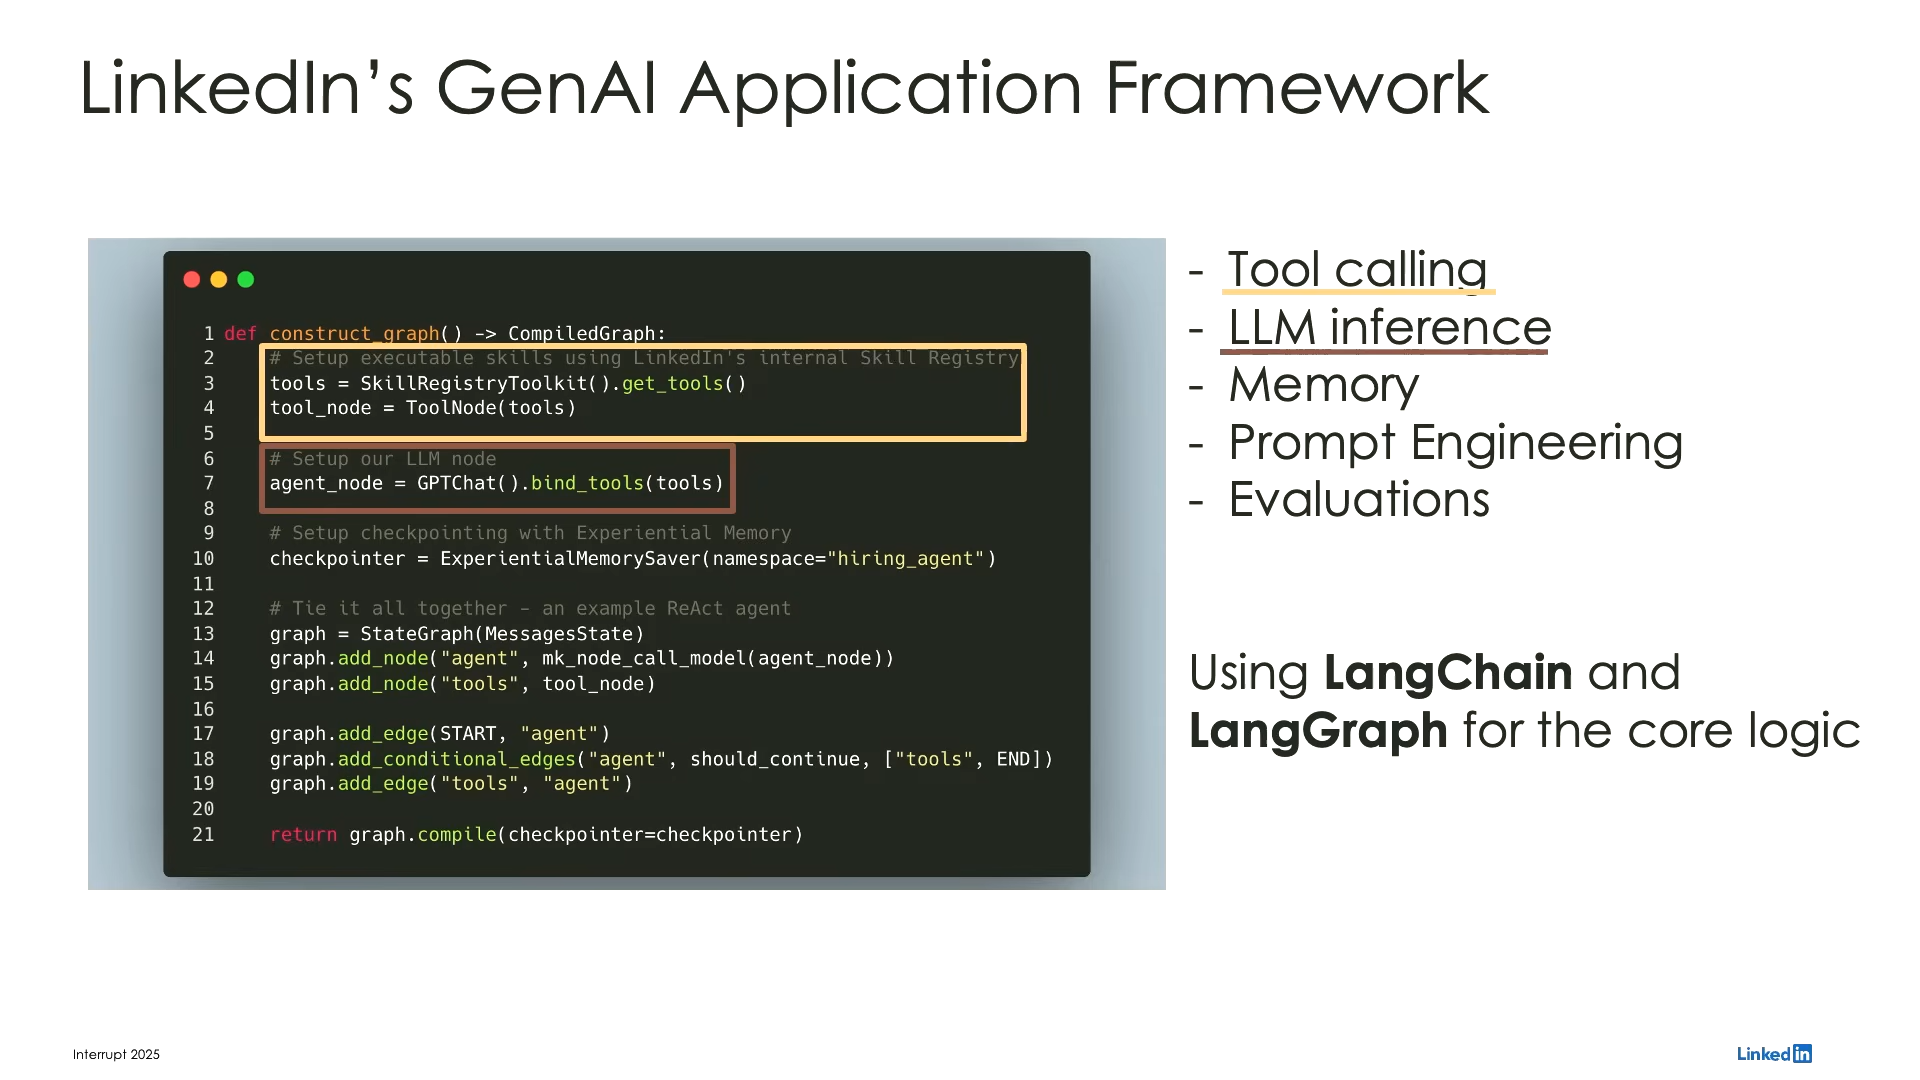 LinkedIn’s GenAI Application Framework
1 def construct_graph() -> CompiledGraph:
2     # Setup executable skills using LinkedIn's internal Skill Registry
3     tools = SkillRegistryToolkit().get_tools()
4     tool_node = ToolNode(tools)
5
6     # Setup our LLM node
7     agent_node = GPTChat().bind_tools(tools)
8
9     # Setup checkpointing with Experiential Memory
10     checkpointer = ExperientialMemorySaver(namespace="hiring_agent")
11
12     # Tie it all together - an example ReAct agent
13     graph = StateGraph(MessagesState)
14     graph.add_node("agent", mk_node_call_model(agent_node))
15     graph.add_node("tools", tool_node)
16
17     graph.add_edge(START, "agent")
18     graph.add_conditional_edges("agent", should_continue, ["tools", END])
19     graph.add_edge("tools", "agent")
20
21     return graph.compile(checkpointer=checkpointer)
- Tool calling
- LLM inference
- Memory
- Prompt Engineering
- Evaluations
Using LangChain and
LangGraph for the core logic
Interrupt 2025
Linked in